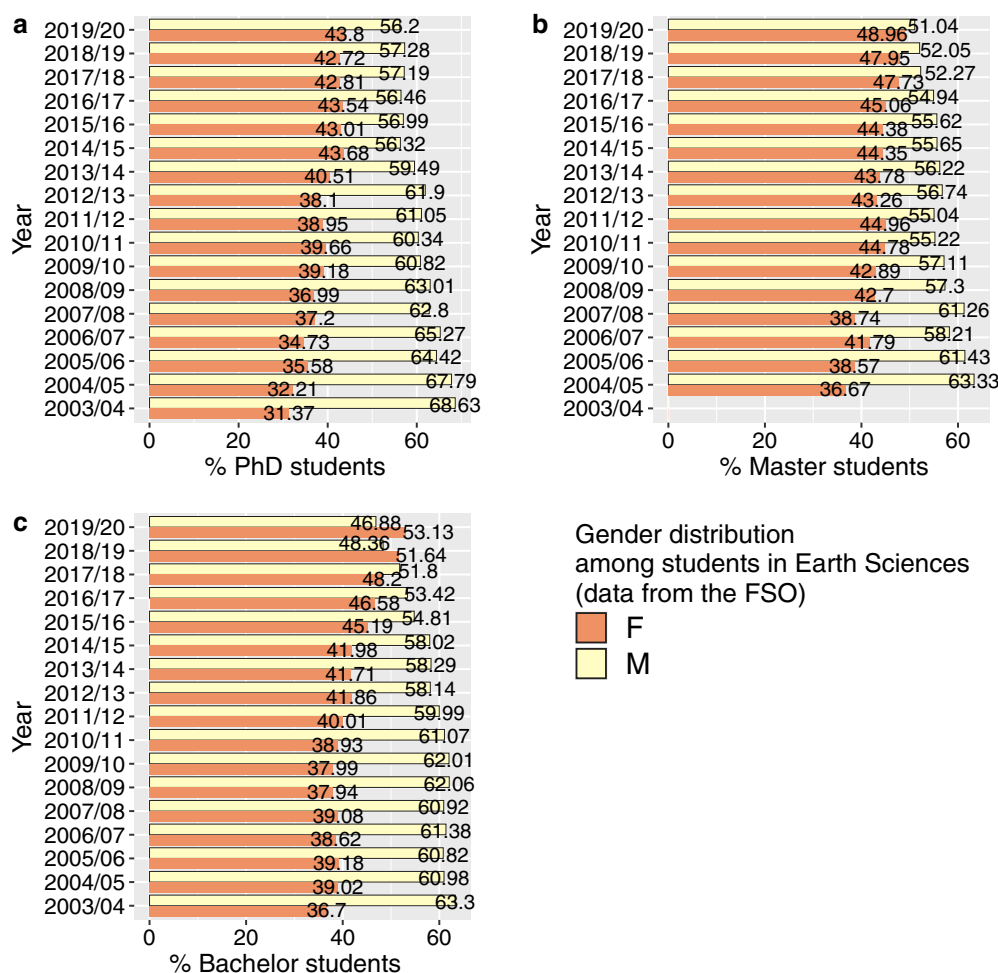 a
Year
2019/20 56.2 43.8
2018/19 57.28 42.72
2017/18 57.19 42.81
2016/17 56.46 43.54
2015/16 56.99 43.01
2014/15 56.32 43.68
2013/14 59.49 40.51
2012/13 61.9 38.1
2011/12 61.05 38.95
2010/11 60.34 39.66
2009/10 60.82 39.18
2008/09 63.01 36.99
2007/08 62.8 37.2
2006/07 65.27 34.73
2005/06 64.42 35.58
2004/05 67.79 32.21
2003/04 68.63 31.37
0 20 40 60
% PhD students
b
Year
2019/20 51.04 48.96
2018/19 52.05 47.95
2017/18 52.27 47.73
2016/17 54.94 45.06
2015/16 55.62 44.38
2014/15 55.65 44.35
2013/14 56.22 43.78
2012/13 56.74 43.26
2011/12 55.04 44.96
2010/11 55.22 44.78
2009/10 57.11 42.89
2008/09 57.3 42.7
2007/08 61.26 38.74
2006/07 58.21 41.79
2005/06 61.43 38.57
2004/05 63.33 36.67
2003/04
0 20 40 60
% Master students
c
Year
2019/20 46.88 53.13
2018/19 48.36 51.64
2017/18 51.8 48.2
2016/17 53.42 46.58
2015/16 54.81 45.19
2014/15 58.02 41.98
2013/14 58.29 41.71
2012/13 58.14 41.86
2011/12 59.99 40.01
2010/11 61.07 38.93
2009/10 62.01 37.99
2008/09 62.06 37.94
2007/08 60.92 39.08
2006/07 61.38 38.62
2005/06 60.82 39.18
2004/05 60.98 39.02
2003/04 63.3 36.7
0 20 40 60
% Bachelor students
Gender distribution
among students in Earth Sciences
(data from the FSO)
F
M